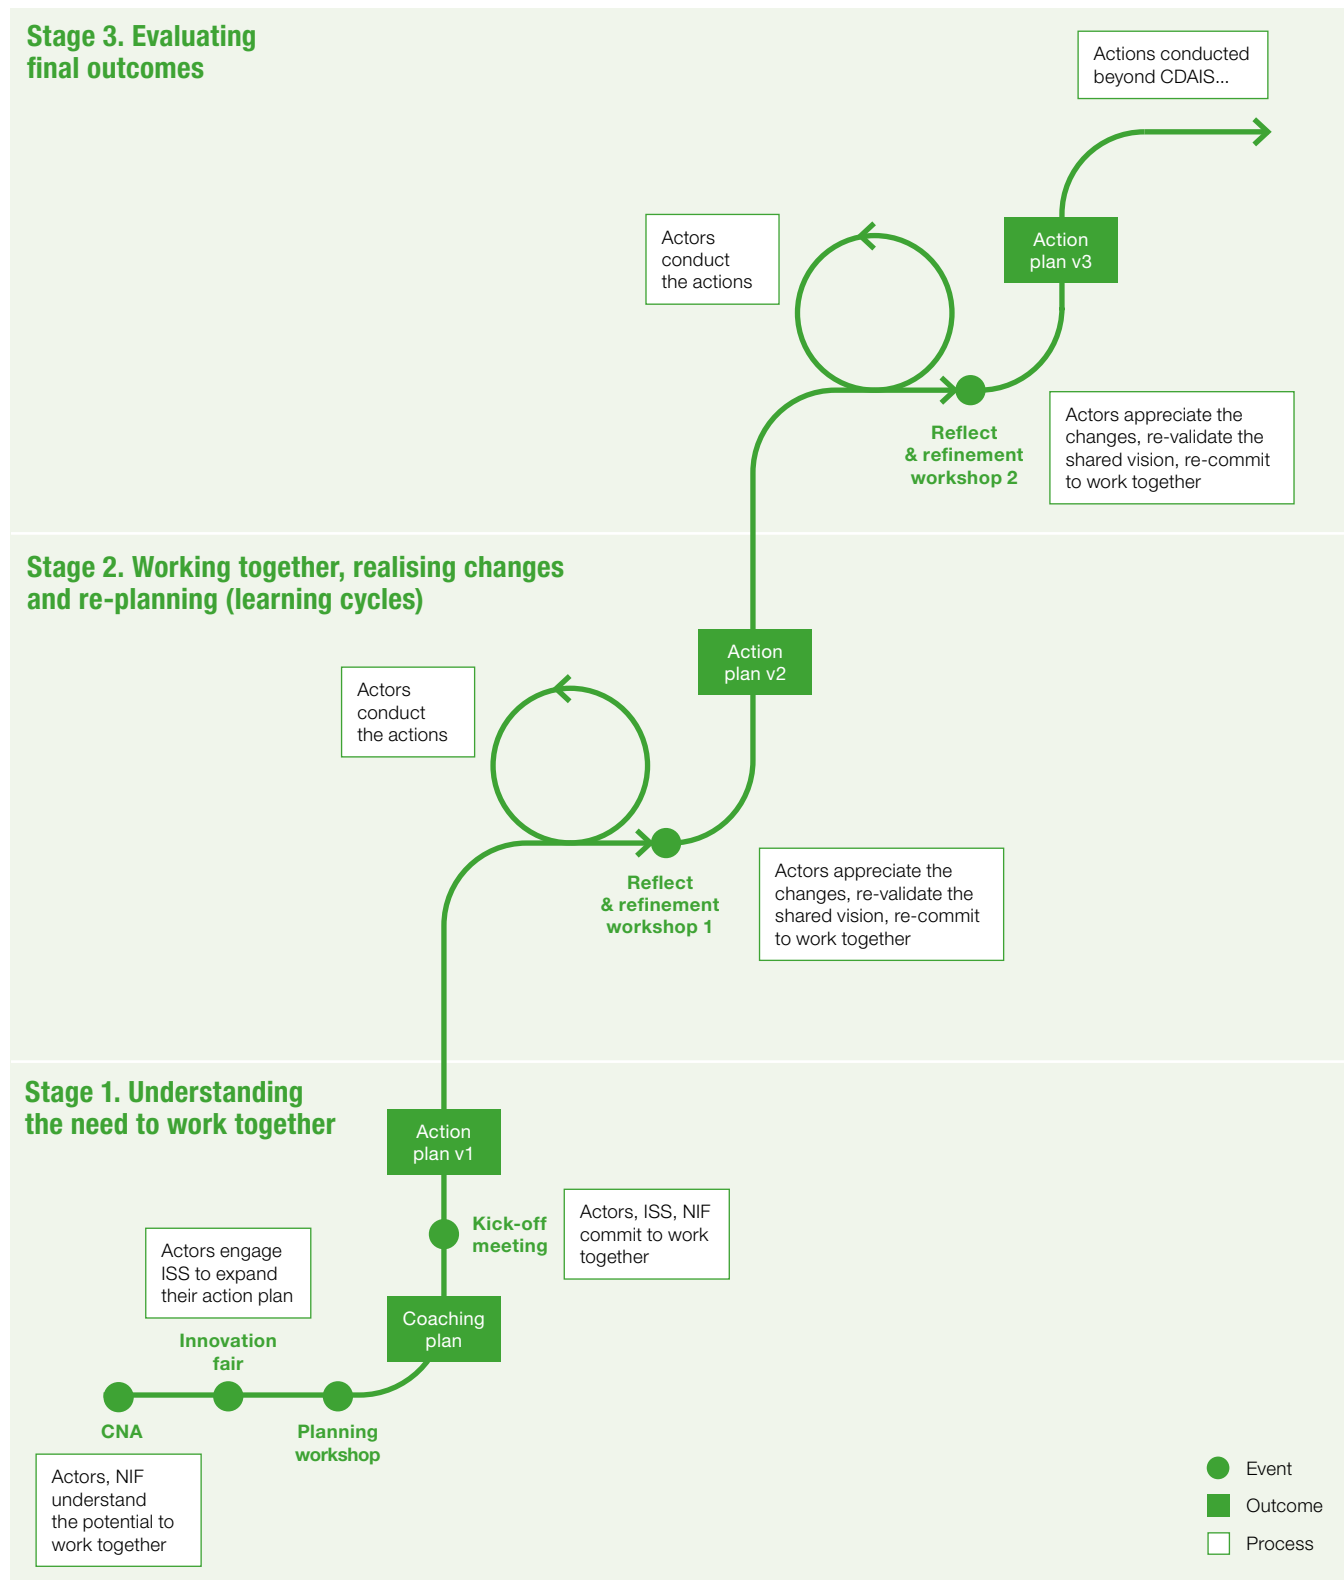 Stage 3. Evaluating
final outcomes
Actions conducted
beyond CDAIS...
Actors
conduct
the actions
Action
plan v3
Reflect
& refinement
workshop 2
Actors appreciate the
changes, re-validate the
shared vision, re-commit
to work together
Stage 2. Working together, realising changes
and re-planning (learning cycles)
Action
plan v2
Actors
conduct
the actions
Reflect
& refinement
workshop 1
Actors appreciate the
changes, re-validate the
shared vision, re-commit
to work together
Stage 1. Understanding
the need to work together
Action
plan v1
Kick-off
meeting
Actors, ISS, NIF
commit to work
together
Actors engage
ISS to expand
their action plan
Innovation
fair
Coaching
plan
CNA
Planning
workshop
Actors, NIF
understand
the potential to
work together
Event
Outcome
Process